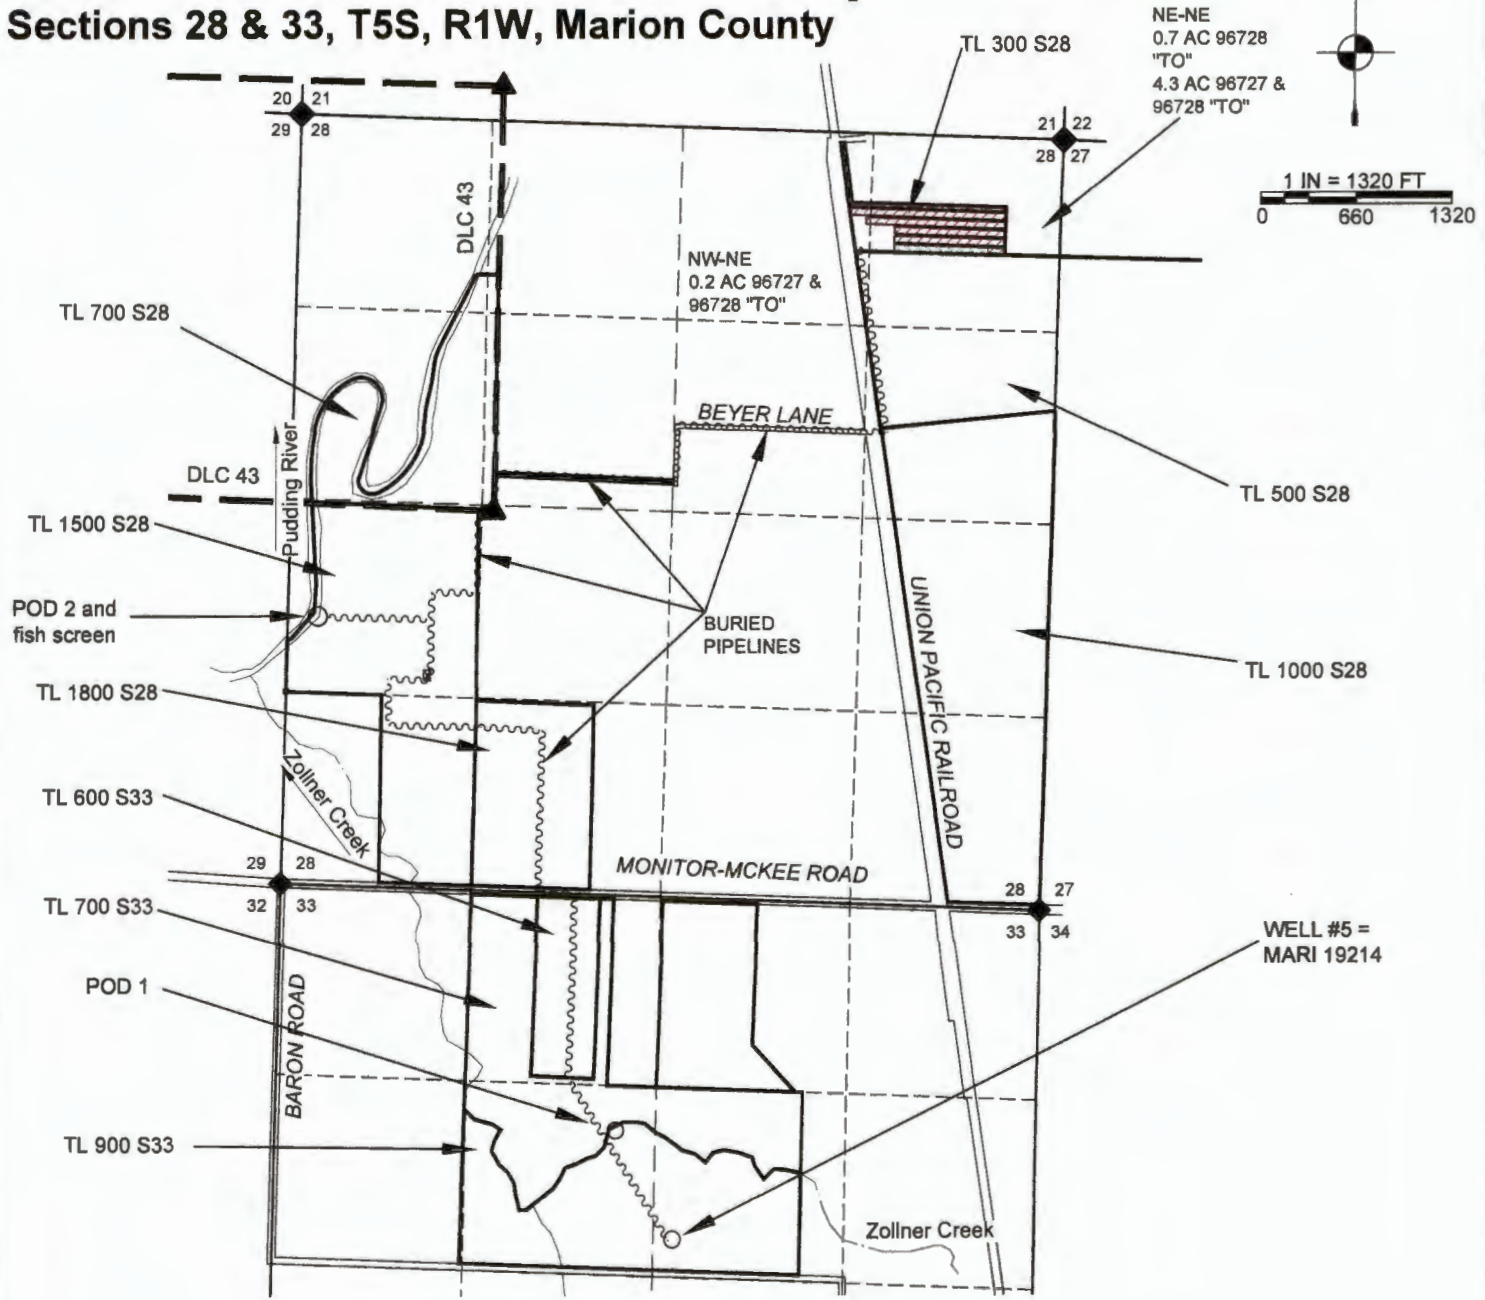 Sections 28 & 33, T5S, R1W, Marion County
TL 300 S28
NE-NE
0.7 AC 96728
"TO"
4.3 AC 96727 &
96728 "TO"
20 21
29 28
21 22
28 27
1 IN = 1320 FT
0 660 1320
DLC 43
NW-NE
0.2 AC 96727 &
96728 "TO"
TL 700 S28
BEYER LANE
Pudding River
DLC 43
TL 500 S28
TL 1500 S28
POD 2 and
fish screen
BURIED
PIPELINES
UNION PACIFIC RAILROAD
TL 1000 S28
TL 1800 S28
Zollner Creek
TL 600 S33
MONITOR-MCKEE ROAD
29 28
32 33
28 27
33 34
TL 700 S33
WELL #5 =
MARI 19214
POD 1
BARON ROAD
TL 900 S33
Zollner Creek